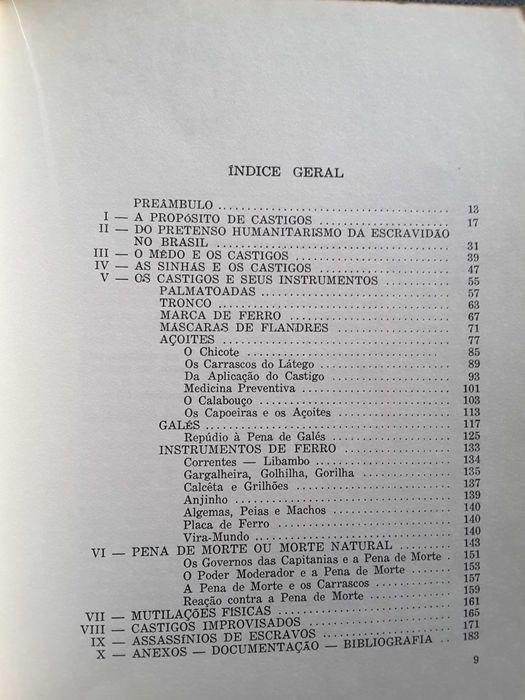 ÍNDICE GERAL
PREÂMBULO ........ 13
I — A PROPÓSITO DE CASTIGOS ........ 17
II — DO PRETENSO HUMANITARISMO DA ESCRAVIDÃO
NO BRASIL ........ 31
III — O MÊDO E OS CASTIGOS ........ 39
IV — AS SINHÁS E OS CASTIGOS ........ 47
V — OS CASTIGOS E SEUS INSTRUMENTOS ........ 55
PALMATOADAS ........ 57
TRONCO ........ 63
MARCA DE FERRO ........ 67
MÁSCARAS DE FLANDRES ........ 71
AÇOITES ........ 77
O Chicote ........ 85
Os Carrascos do Látego ........ 89
Da Aplicação do Castigo ........ 93
Medicina Preventiva ........ 101
O Calabouço ........ 103
Os Capoeiras e os Açoites ........ 113
GALÉS ........ 117
Repúdio à Pena de Galés ........ 125
INSTRUMENTOS DE FERRO ........ 133
Correntes — Libambo ........ 134
Gargalheira, Golhilha, Gorilha ........ 135
Calcêta e Grilhões ........ 137
Anjinho ........ 139
Algemas, Peias e Machos ........ 140
Placa de Ferro ........ 140
Vira-Mundo ........ 140
VI — PENA DE MORTE OU MORTE NATURAL ........ 143
Os Governos das Capitanias e a Pena de Morte . 151
O Poder Moderador e a Pena de Morte ........ 153
A Pena de Morte e os Carrascos ........ 157
Reação contra a Pena de Morte ........ 159
VII — MUTILAÇÕES FÍSICAS ........ 161
VIII — CASTIGOS IMPROVISADOS ........ 165
IX — ASSASSÍNIOS DE ESCRAVOS ........ 171
X — ANEXOS — DOCUMENTAÇÃO — BIBLIOGRAFIA .. 183
9